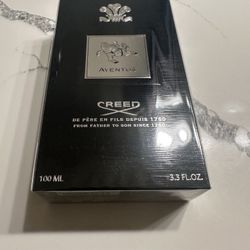 AVENTUS
CREED
DE PÈRE EN FILS DEPUIS 1760
FROM FATHER TO SON SINCE 1760
100 ML 3.3 FL.OZ.